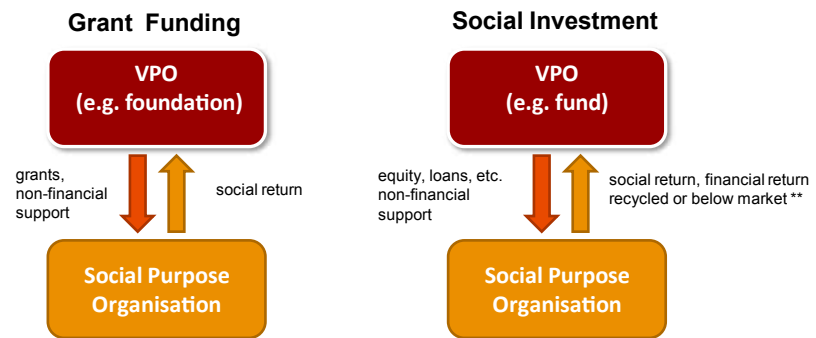 Grant Funding
VPO
(e.g. foundation)
grants,
non-financial
support
social return
Social Purpose
Organisation
Social Investment
VPO
(e.g. fund)
equity, loans, etc.
non-financial
support
social return, financial return
recycled or below market **
Social Purpose
Organisation